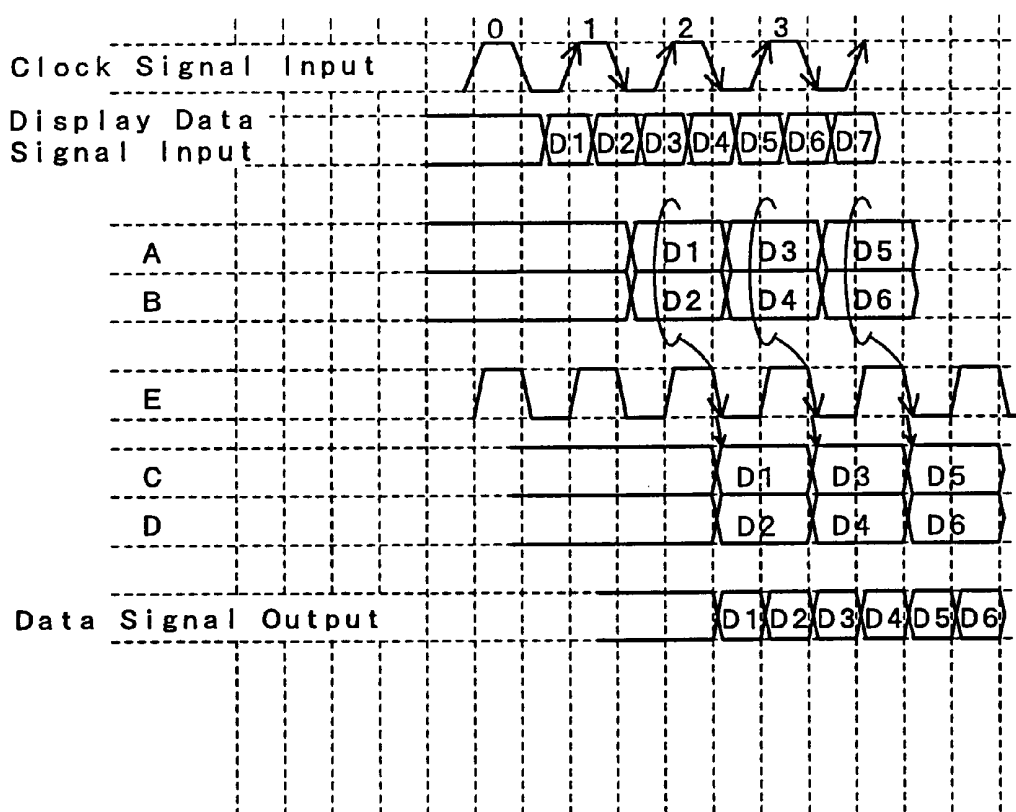 0 1 2 3
Clock Signal Input
Display Data
Signal Input
D1 D2 D3 D4 D5 D6 D7
A D1 D3 D5
B D2 D4 D6
E
C D1 D3 D5
D D2 D4 D6
Data Signal Output D1 D2 D3 D4 D5 D6